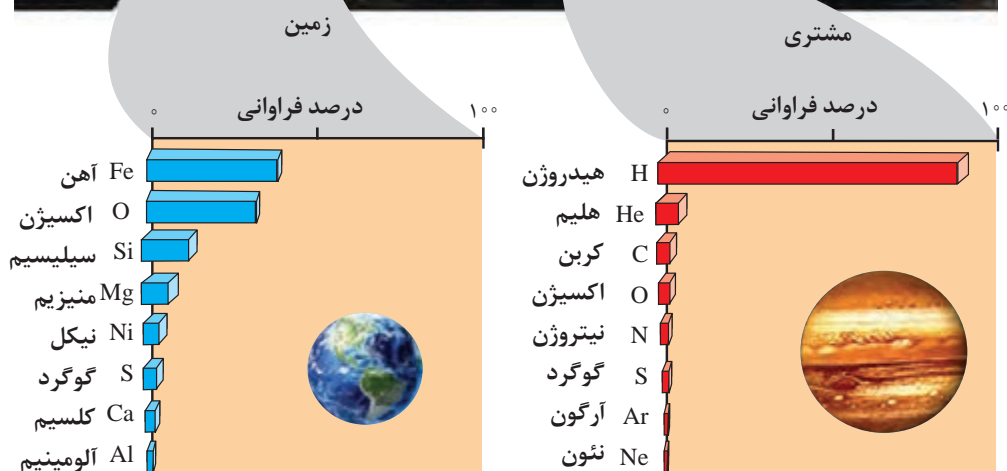 مشتری
درصد فراوانی
۰ ۱۰۰
هیدروژن H
هلیم He
کربن C
اکسیژن O
نیتروژن N
گوگرد S
آرگون Ar
نئون Ne
زمین
درصد فراوانی
۰ ۱۰۰
آهن Fe
اکسیژن O
سیلیسیم Si
منیزیم Mg
نیکل Ni
گوگرد S
کلسیم Ca
آلومینیم Al